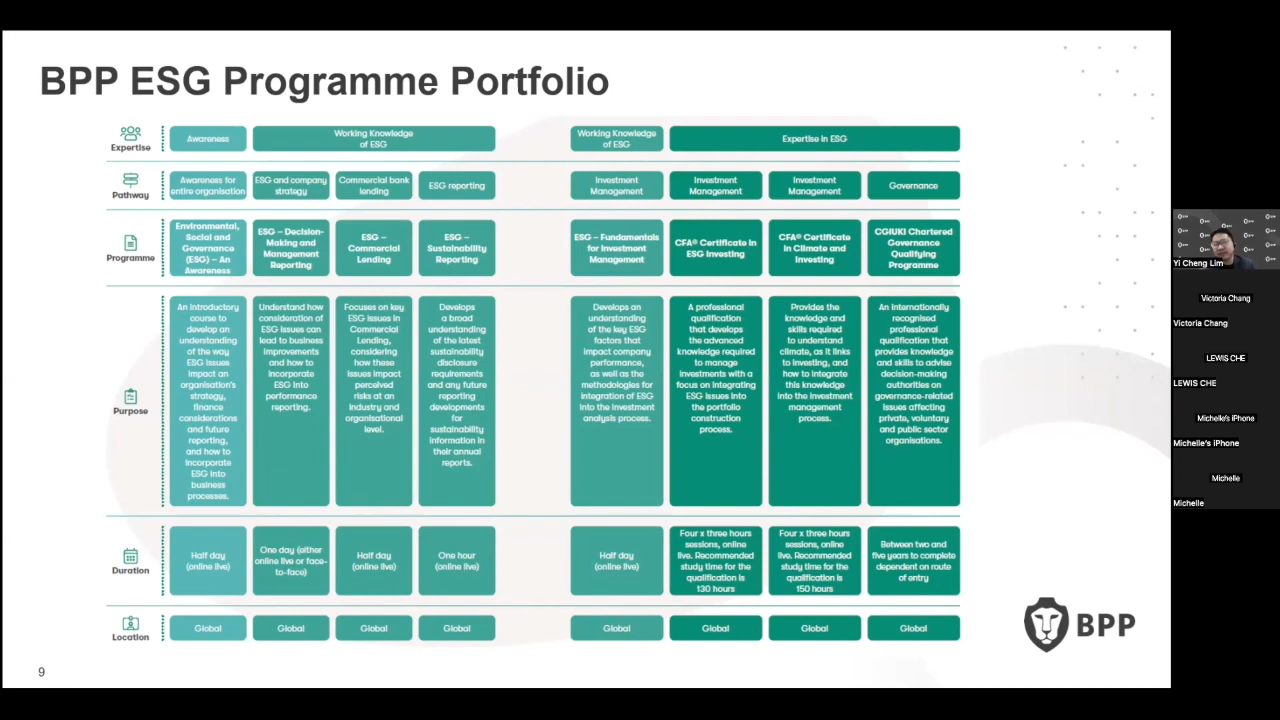 BPP ESG Programme Portfolio
Expertise
Awareness
Working Knowledge
of ESG
Working Knowledge
of ESG
Expertise in ESG
Pathway
Awareness for
entire organisation
ESG and company
strategy
Commercial bank
lending
ESG reporting
Investment
Management
Investment
Management
Investment
Management
Governance
Programme
Environmental,
Social and
Governance
(ESG) – An
Awareness
ESG – Decision-
Making and
Management
Reporting
ESG –
Commercial
Lending
ESG –
Sustainability
Reporting
ESG – Fundamentals
for Investment
Management
CFA® Certificate in
ESG Investing
CFA® Certificate
in Climate and
Investing
CGIUKI Chartered
Governance
Qualifying
Programme
Purpose
An introductory
course to
develop an
understanding
of the way
ESG issues
impact an
organisation's
strategy,
finance
considerations
and future
reporting,
and how to
incorporate
ESG into
business
processes.
Understand how
consideration of
ESG issues can
lead to business
improvements
and how to
incorporate
ESG into
performance
reporting.
Focuses on key
ESG issues in
Commercial
Lending,
considering
how these
issues impact
perceived
risks at an
industry and
organisational
level.
Develops
a broad
understanding
of the latest
sustainability
disclosure
requirements
and any future
reporting
developments
for
sustainability
information in
their annual
reports.
Develops an
understanding
of the key ESG
factors that
impact company
performance,
as well as the
methodologies for
integration of ESG
into the investment
analysis process.
A professional
qualification
that develops
the advanced
knowledge required
to manage
investments with a
focus on integrating
ESG issues into
the portfolio
construction
process.
Provides the
knowledge and
skills required
to understand
climate, as it links
to investing, and
how to integrate
this knowledge
into the investment
management
process.
An internationally
recognised
professional
qualification that
provides knowledge
and skills to advise
decision-making
authorities on
governance-related
issues affecting
private, voluntary
and public sector
organisations.
Duration
Half day
(online live)
One day (either
online live or face-
to-face)
Half day
(online live)
One hour
(online live)
Half day
(online live)
Four x three hours
sessions, online
live. Recommended
study time for the
qualification is
130 hours
Four x three hours
sessions, online
live. Recommended
study time for the
qualification is
150 hours
Between two and
five years to complete
dependent on route
of entry
Location
Global
Global
Global
Global
Global
Global
Global
Global
BPP
9
Yi Cheng Lim
Victoria Chang
Victoria Chang
LEWIS CHE
LEWIS CHE
Michelle's iPhone
Michelle's iPhone
Michelle
Michelle